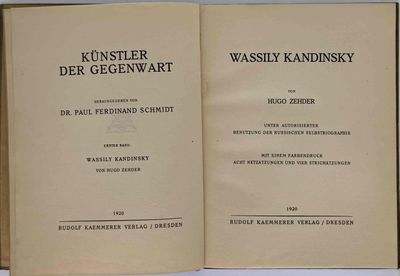 KÜNSTLER
DER GEGENWART
HERAUSGEGEBEN VON
DR. PAUL FERDINAND SCHMIDT
ERSTER BAND:
WASSILY KANDINSKY
VON HUGO ZEHDER
1920
RUDOLF KAEMMERER VERLAG / DRESDEN
WASSILY KANDINSKY
VON
HUGO ZEHDER
UNTER AUTORISIERTER
BENUTZUNG DER RUSSISCHEN SELBSTBIOGRAPHIE
MIT EINEM FARBENDRUCK
ACHT NETZATZUNGEN UND VIER STRICHATZUNGEN
1920
RUDOLF KAEMMERER VERLAG / DRESDEN